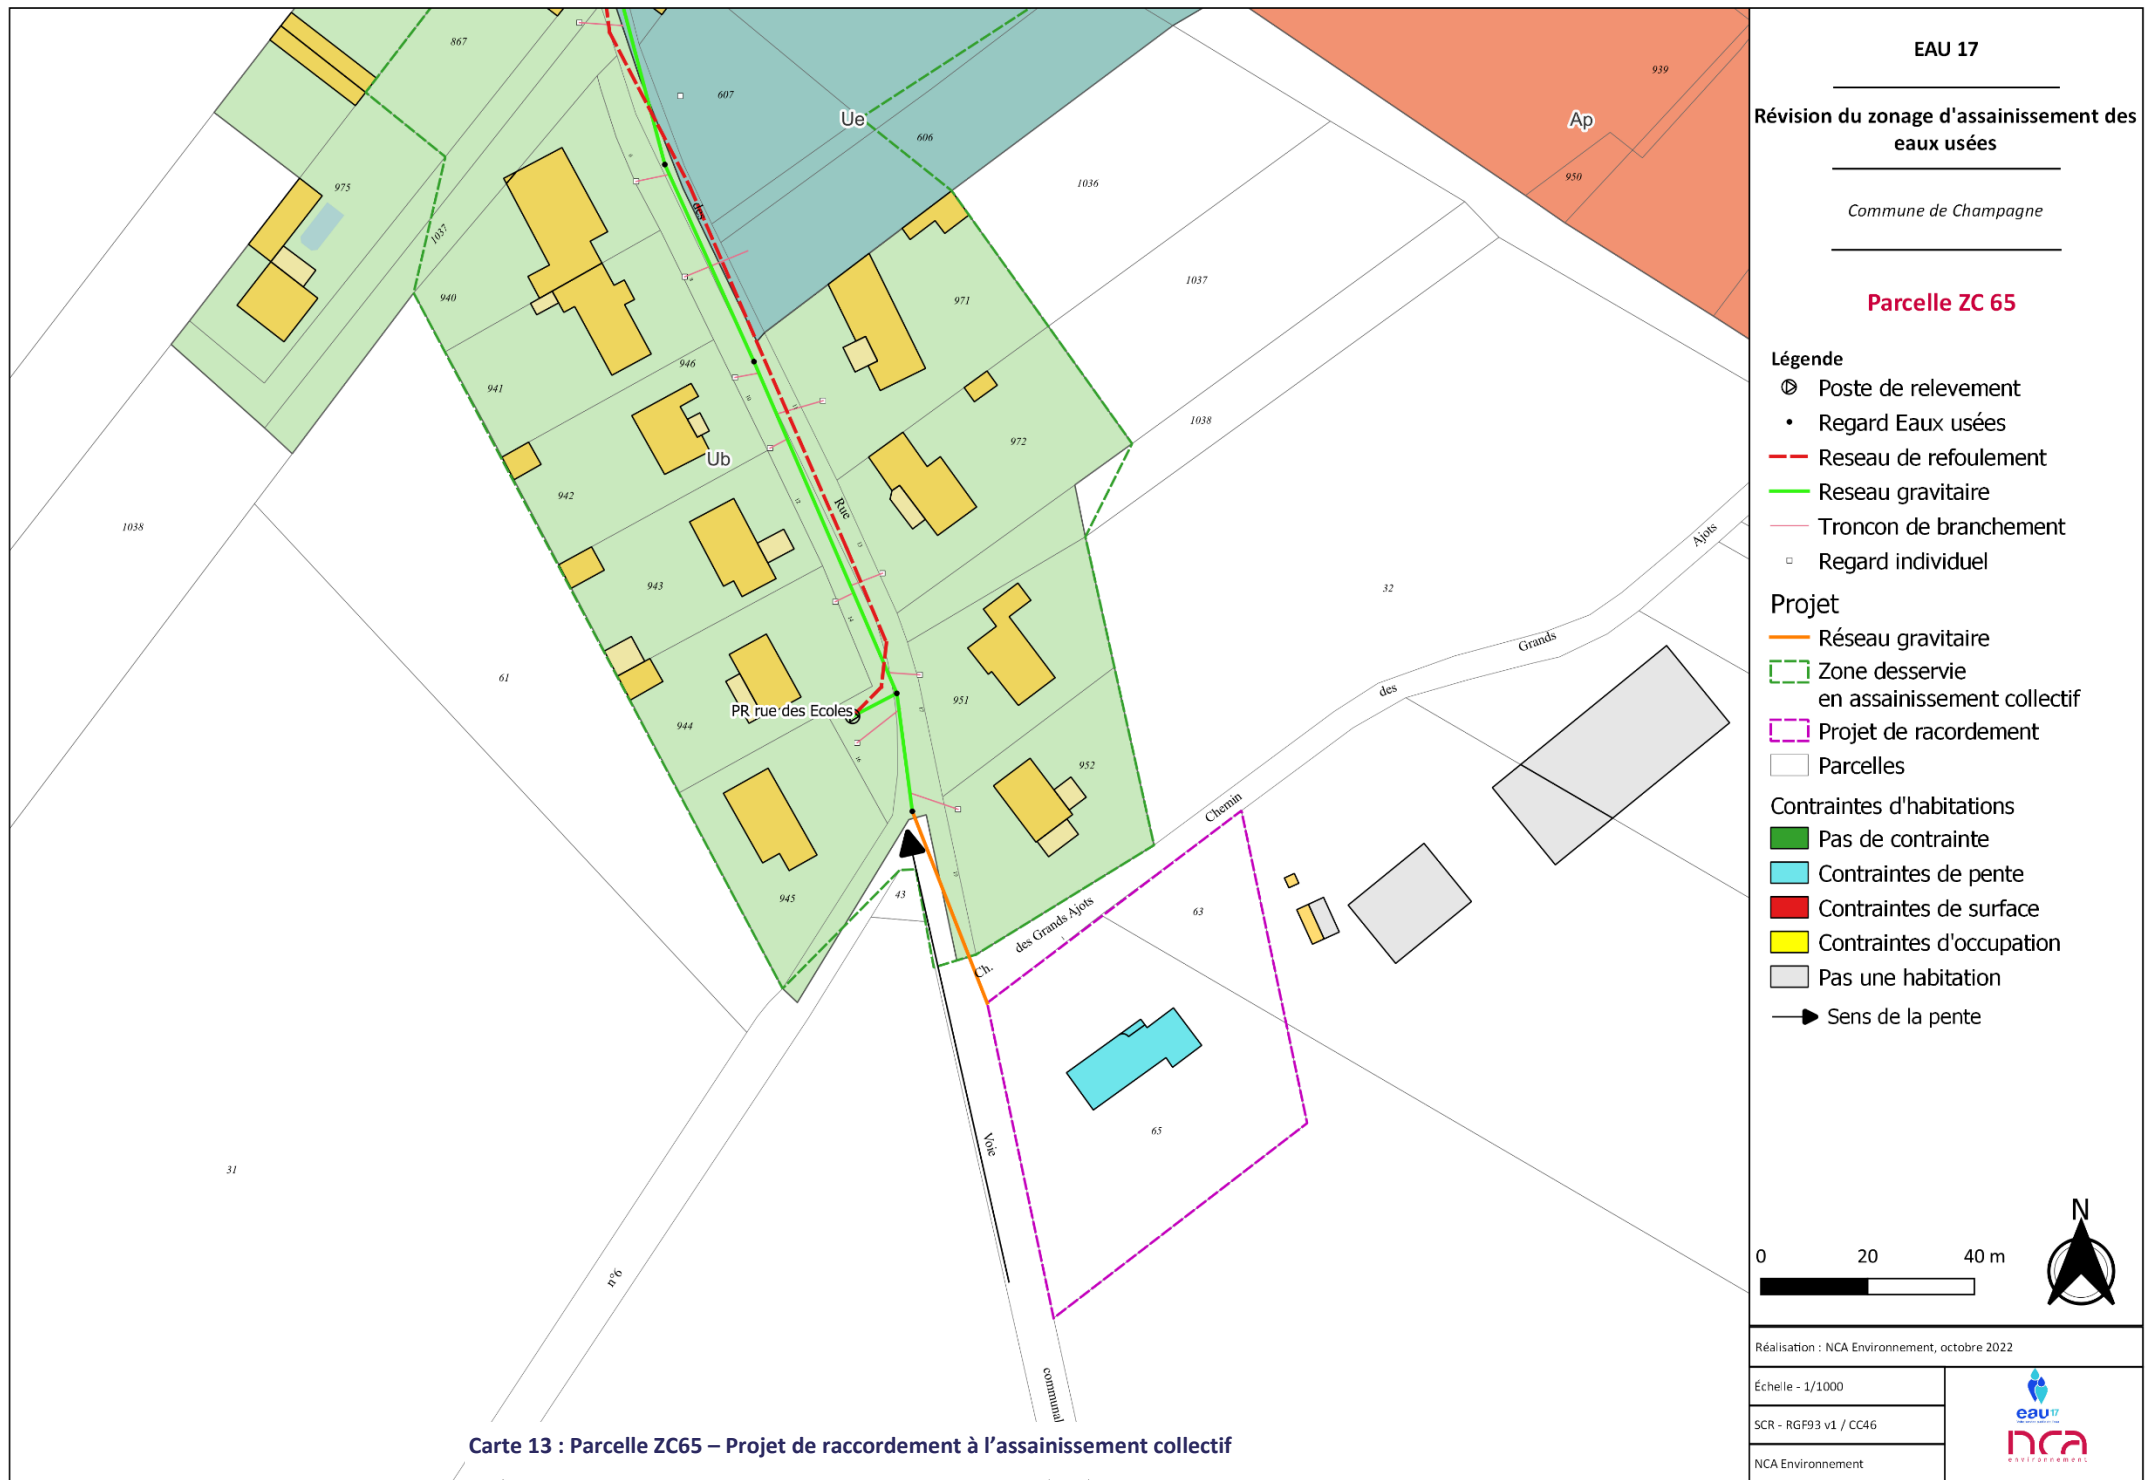 867
607
Ue
606
939
Ap
950
975
1037
1036
1037
940
971
des
946
941
1038
Ub
972
942
1038
Rue
943
32
Ajots
Grands
des
61
951
PR rue des Ecoles
944
952
Chemin
945
43
63
des Grands Ajots
Ch.
65
Voie
31
n°6
communal
Carte 13 : Parcelle ZC65 – Projet de raccordement à l'assainissement collectif
EAU 17
Révision du zonage d'assainissement des
eaux usées
Commune de Champagne
Parcelle ZC 65
Légende
Poste de relevement
Regard Eaux usées
Reseau de refoulement
Reseau gravitaire
Troncon de branchement
Regard individuel
Projet
Réseau gravitaire
Zone desservie
en assainissement collectif
Projet de racordement
Parcelles
Contraintes d'habitations
Pas de contrainte
Contraintes de pente
Contraintes de surface
Contraintes d'occupation
Pas une habitation
Sens de la pente
N
0 20 40 m
Réalisation : NCA Environnement, octobre 2022
Échelle - 1/1000
SCR - RGF93 v1 / CC46
NCA Environnement
eau17
nca
environnement